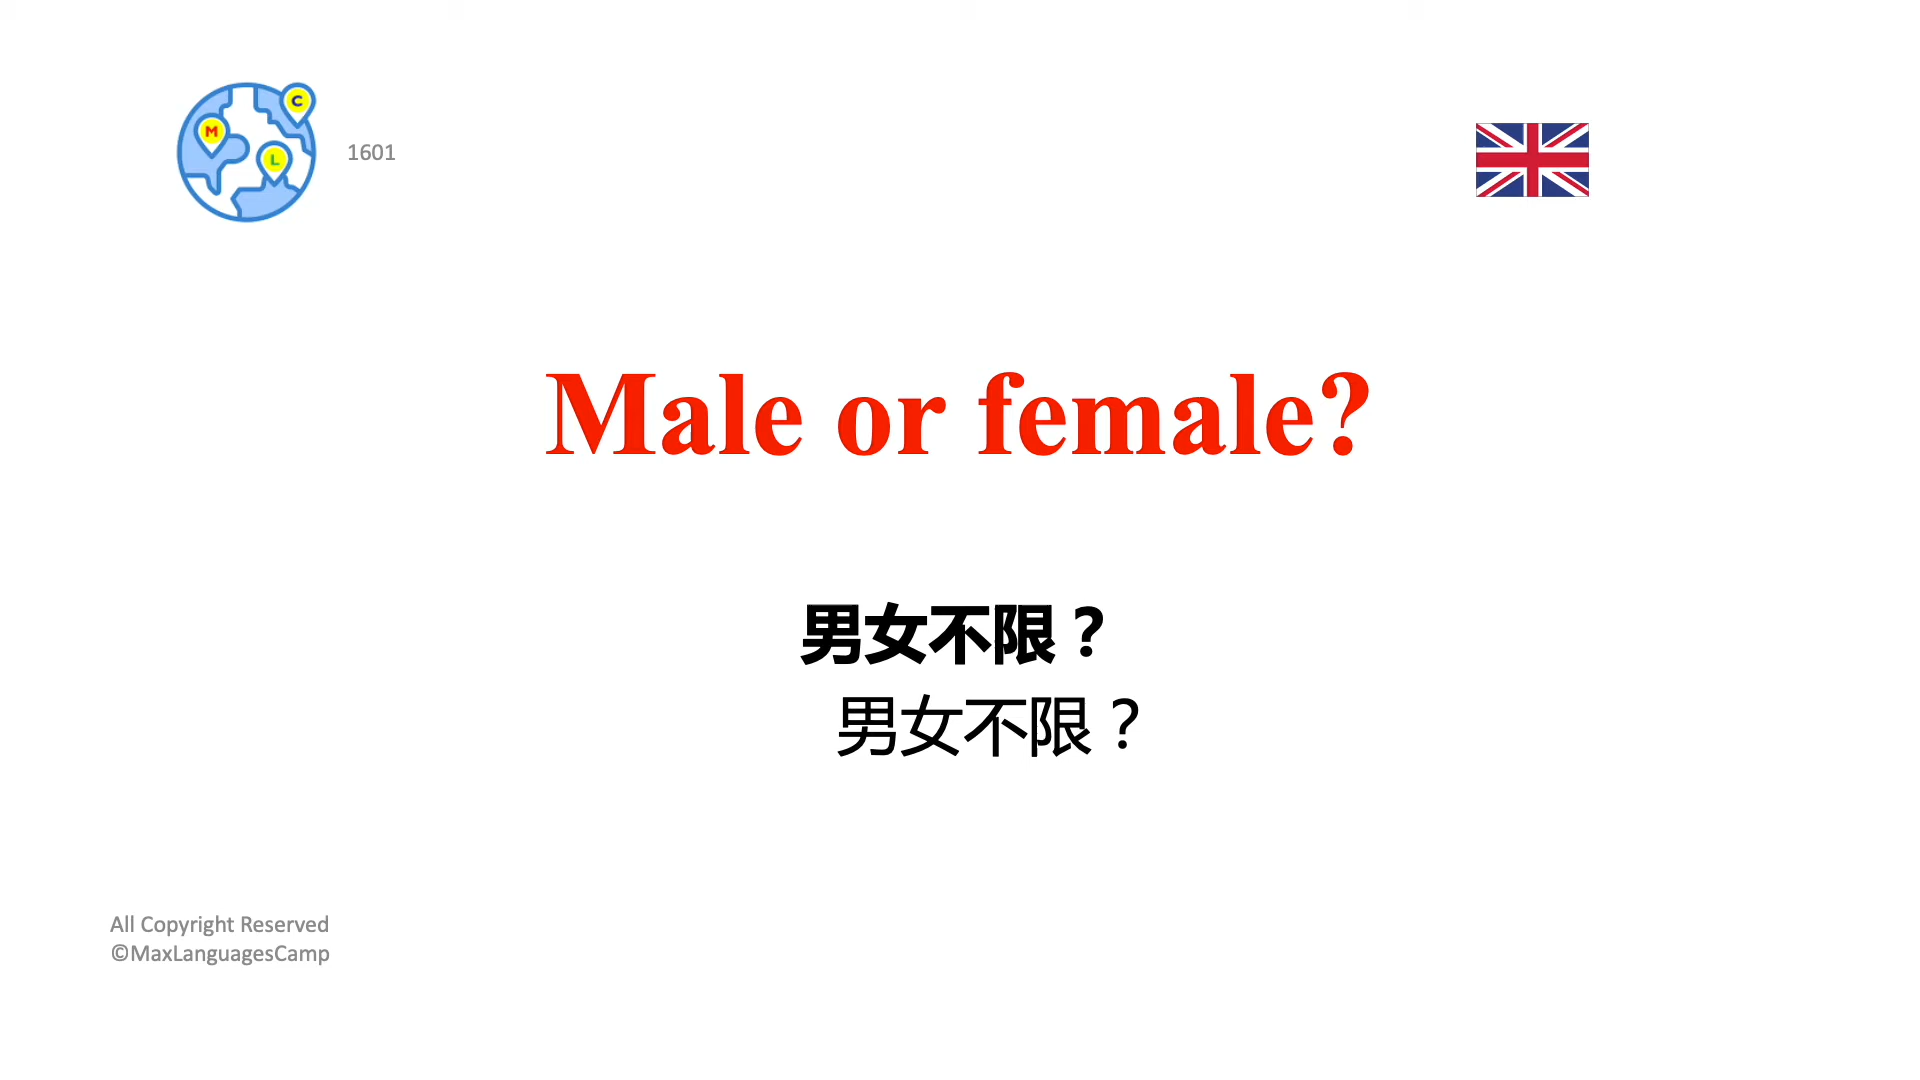 C
M
L
1601
Male or female?
男女不限？
男女不限？
All Copyright Reserved
©MaxLanguagesCamp